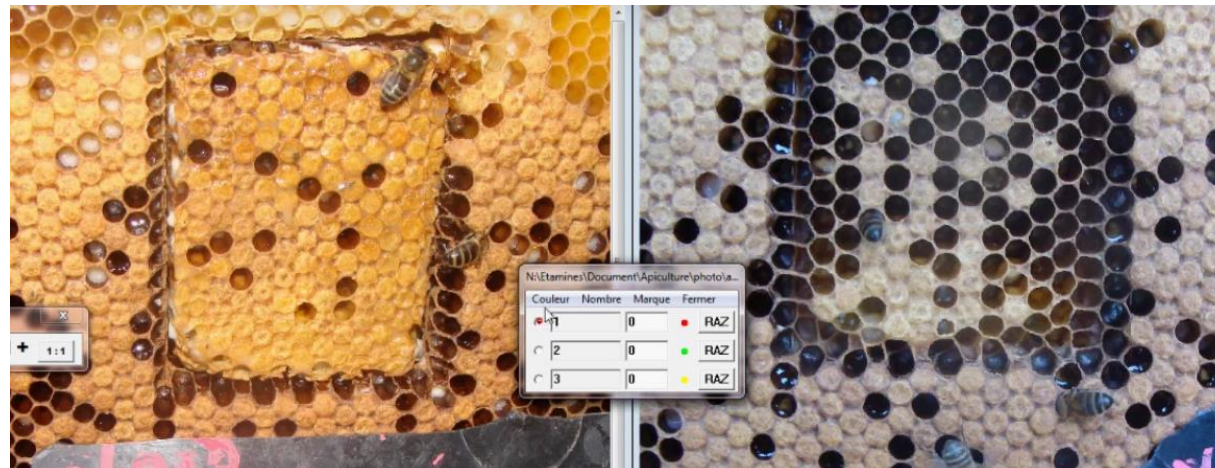 N:\Etamines\Document\Apiculture\photo\a...
Couleur Nombre Marque Fermer
1 0 RAZ
2 0 RAZ
3 0 RAZ
+ 1:1